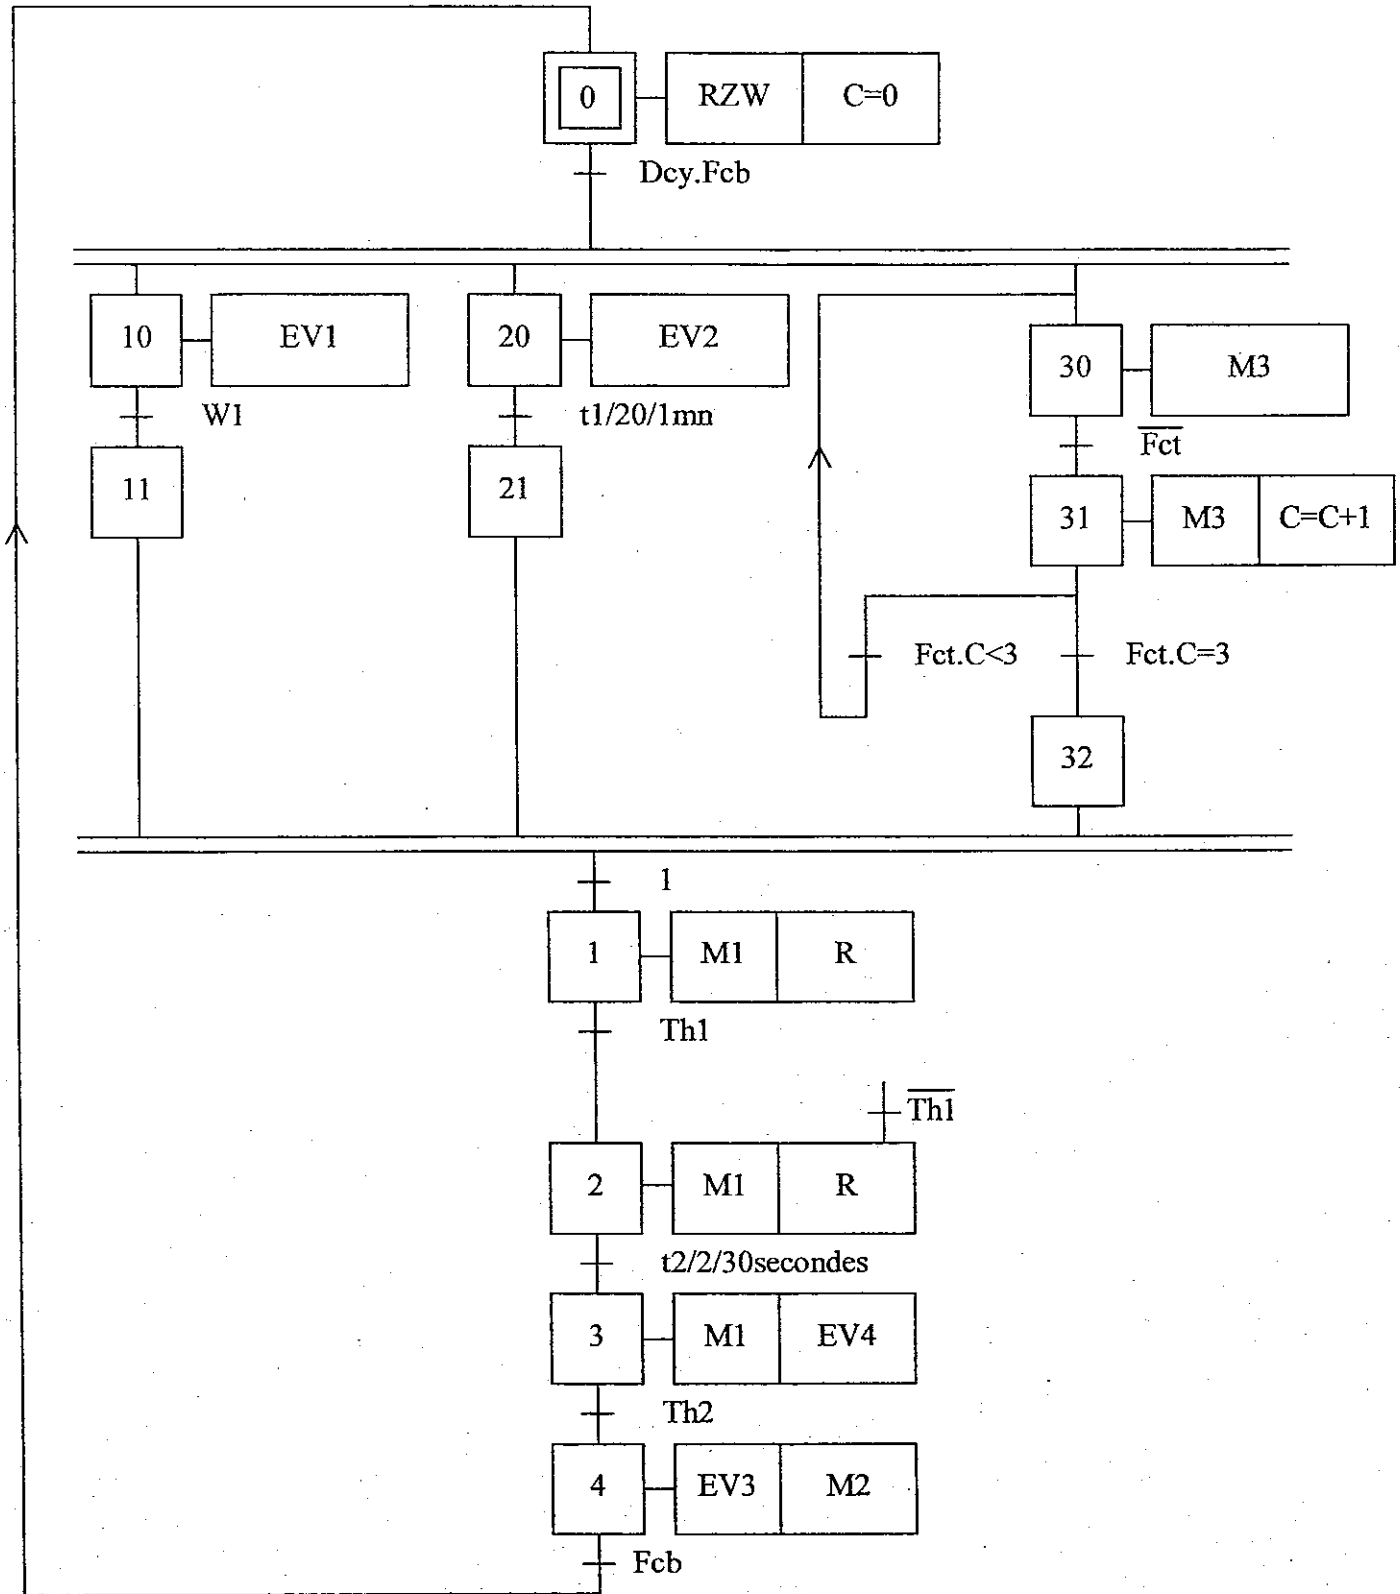 0 RZW C=0
Dcy.Fcb
10 EV1 20 EV2 30 M3
W1 t1/20/1mn F̅c̅t̅
11 21 31 M3 C=C+1
Fct.C<3 Fct.C=3
32
1
1 M1 R
Th1
T̅h̅1̅
2 M1 R
t2/2/30secondes
3 M1 EV4
Th2
4 EV3 M2
Fcb